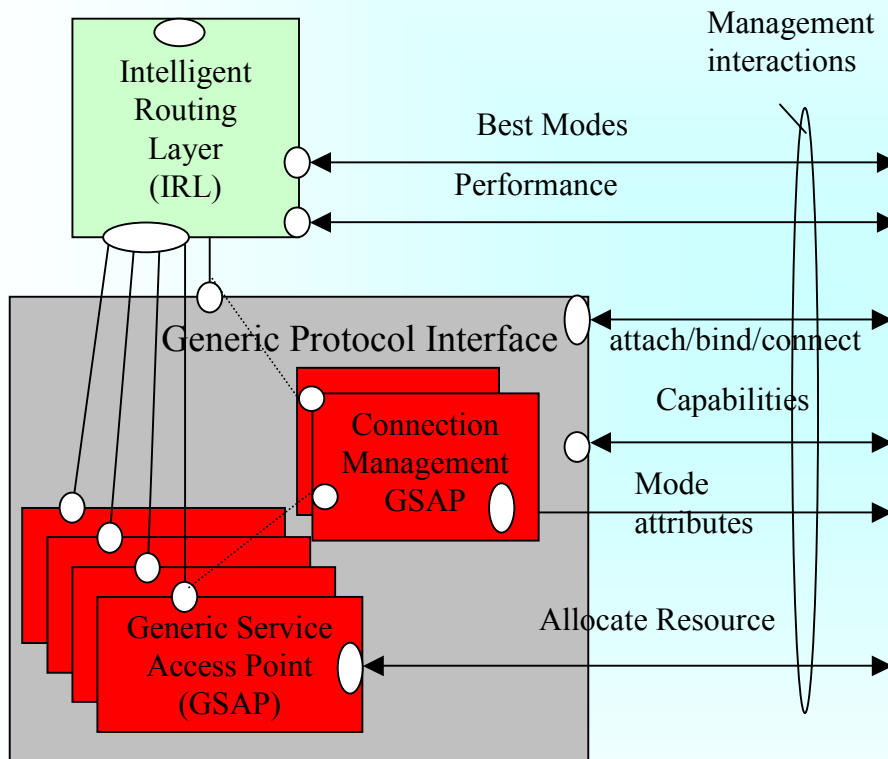 Management
interactions
Intelligent
Routing
Layer
(IRL)
Best Modes
Performance
Generic Protocol Interface
attach/bind/connect
Capabilities
Connection
Management
GSAP
Mode
attributes
Allocate Resource
Generic Service
Access Point
(GSAP)